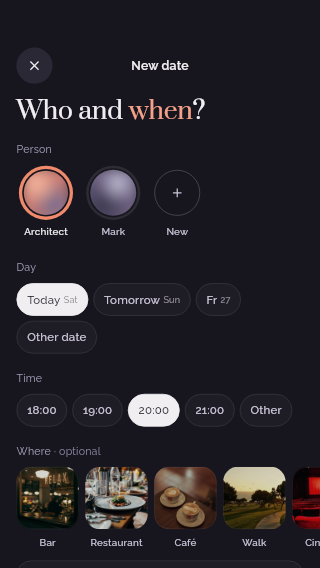 New date
Who and when?
Person
Architect
Mark
New
Day
Today Sat
Tomorrow Sun
Fr 27
Other date
Time
18:00
19:00
20:00
21:00
Other
Where · optional
Bar
Restaurant
Café
Walk
Cin